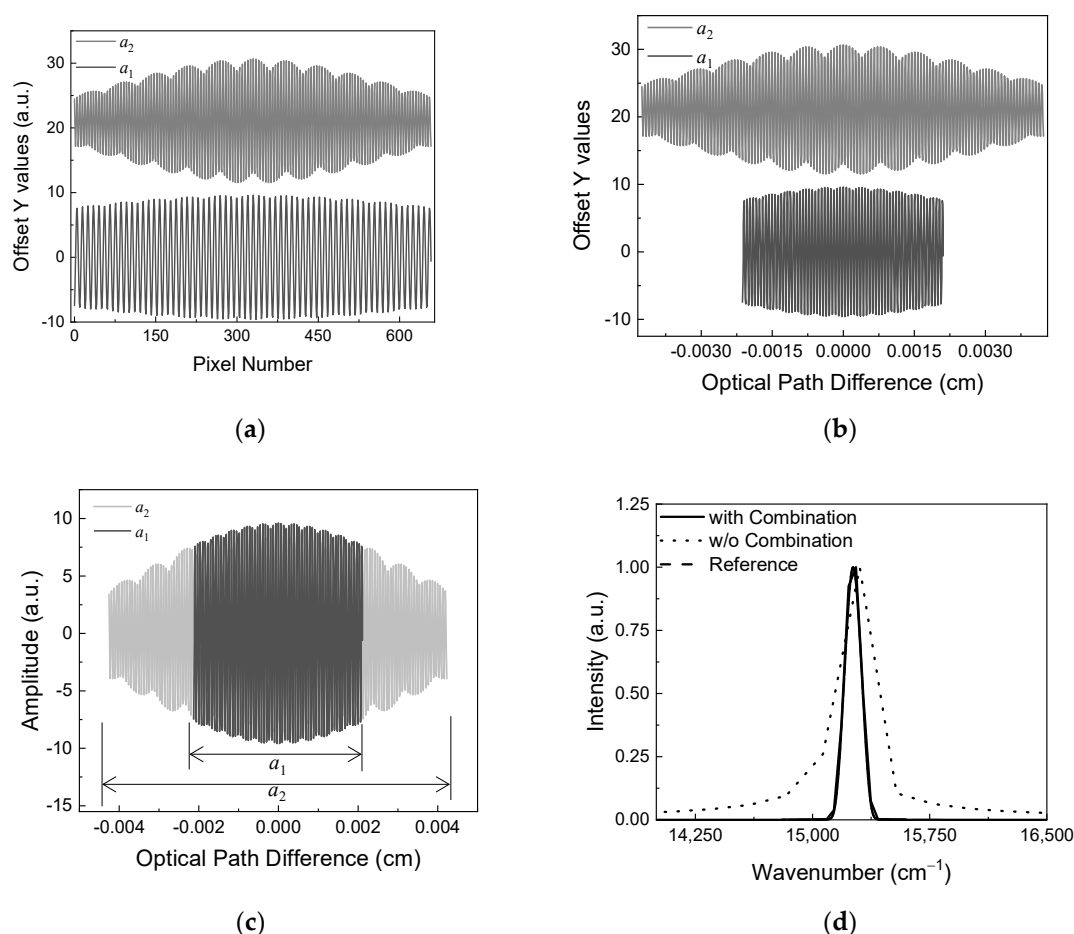 a₂
a₁
Offset Y values (a.u.)
30
20
10
0
-10
0
150
300
450
600
Pixel Number
(a)
a₂
a₁
Offset Y values
30
20
10
0
-10
-0.0030
-0.0015
0.0000
0.0015
0.0030
Optical Path Difference (cm)
(b)
a₂
a₁
Amplitude (a.u.)
10
5
0
-5
-10
-15
a₁
a₂
-0.004
-0.002
0.000
0.002
0.004
Optical Path Difference (cm)
(c)
with Combination
w/o Combination
Reference
Intensity (a.u.)
1.25
1.00
0.75
0.50
0.25
0.00
14,250
15,000
15,750
16,500
Wavenumber (cm⁻¹)
(d)